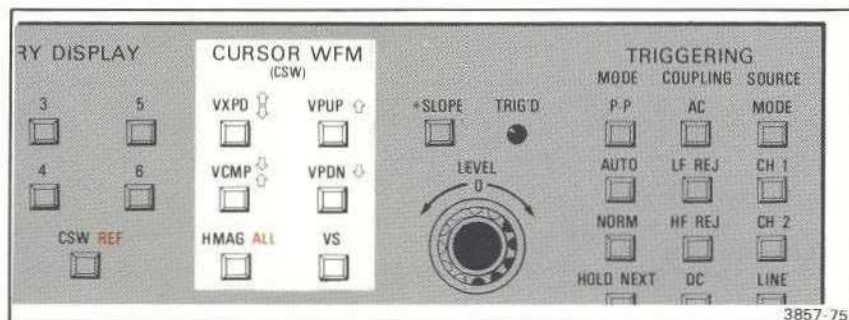 RY DISPLAY
3 5
4 6
CSW REF
CURSOR WFM
(CSW)
VXPD VPUP
VCMP VPDN
HMAG ALL VS
+SLOPE TRIG'D
LEVEL
0
TRIGGERING
MODE COUPLING SOURCE
P-P AC MODE
AUTO LF REJ CH 1
NORM HF REJ CH 2
HOLD NEXT DC LINE
3857-75